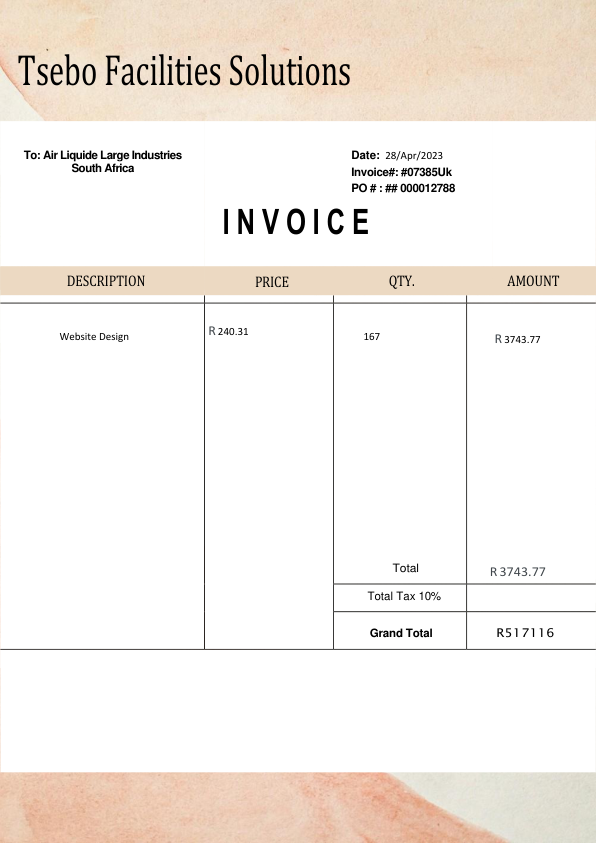 Tsebo Facilities Solutions
To: Air Liquide Large Industries
South Africa
Date: 28/Apr/2023
Invoice#: #07385Uk
PO # : ## 000012788
INVOICE
DESCRIPTION PRICE QTY. AMOUNT
Website Design R 240.31 167 R 3743.77
Total R 3743.77
Total Tax 10%
Grand Total R517116